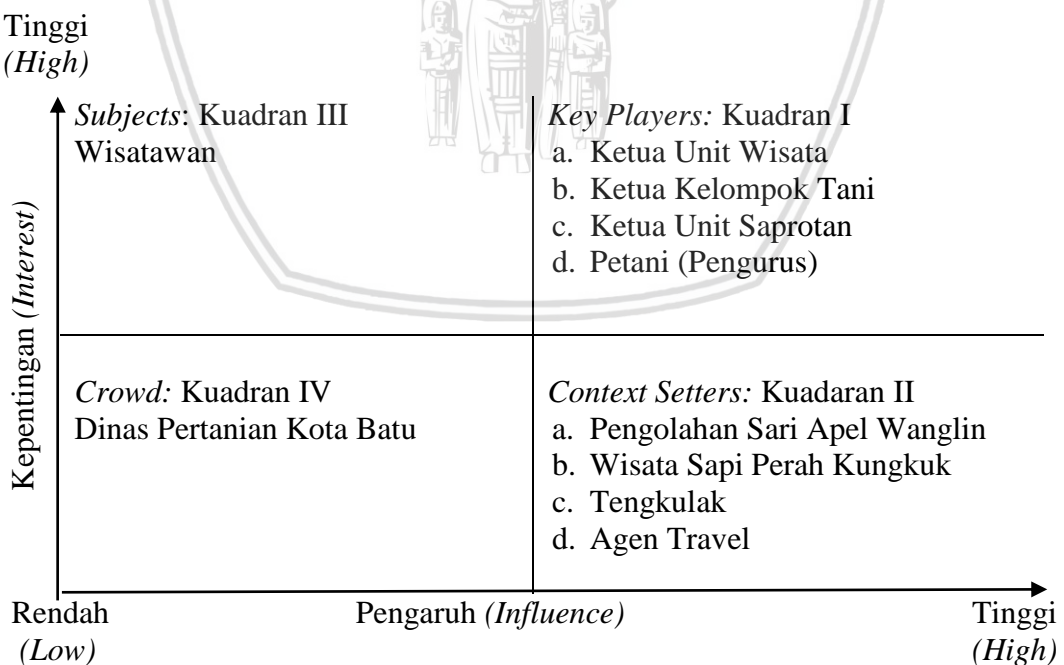 Tinggi
(High)
Subjects: Kuadran III
Wisatawan
Key Players: Kuadran I
a. Ketua Unit Wisata
b. Ketua Kelompok Tani
c. Ketua Unit Saprotan
d. Petani (Pengurus)
Kepentingan (Interest)
Crowd: Kuadran IV
Dinas Pertanian Kota Batu
Context Setters: Kuadaran II
a. Pengolahan Sari Apel Wanglin
b. Wisata Sapi Perah Kungkuk
c. Tengkulak
d. Agen Travel
Rendah
(Low)
Pengaruh (Influence)
Tinggi
(High)